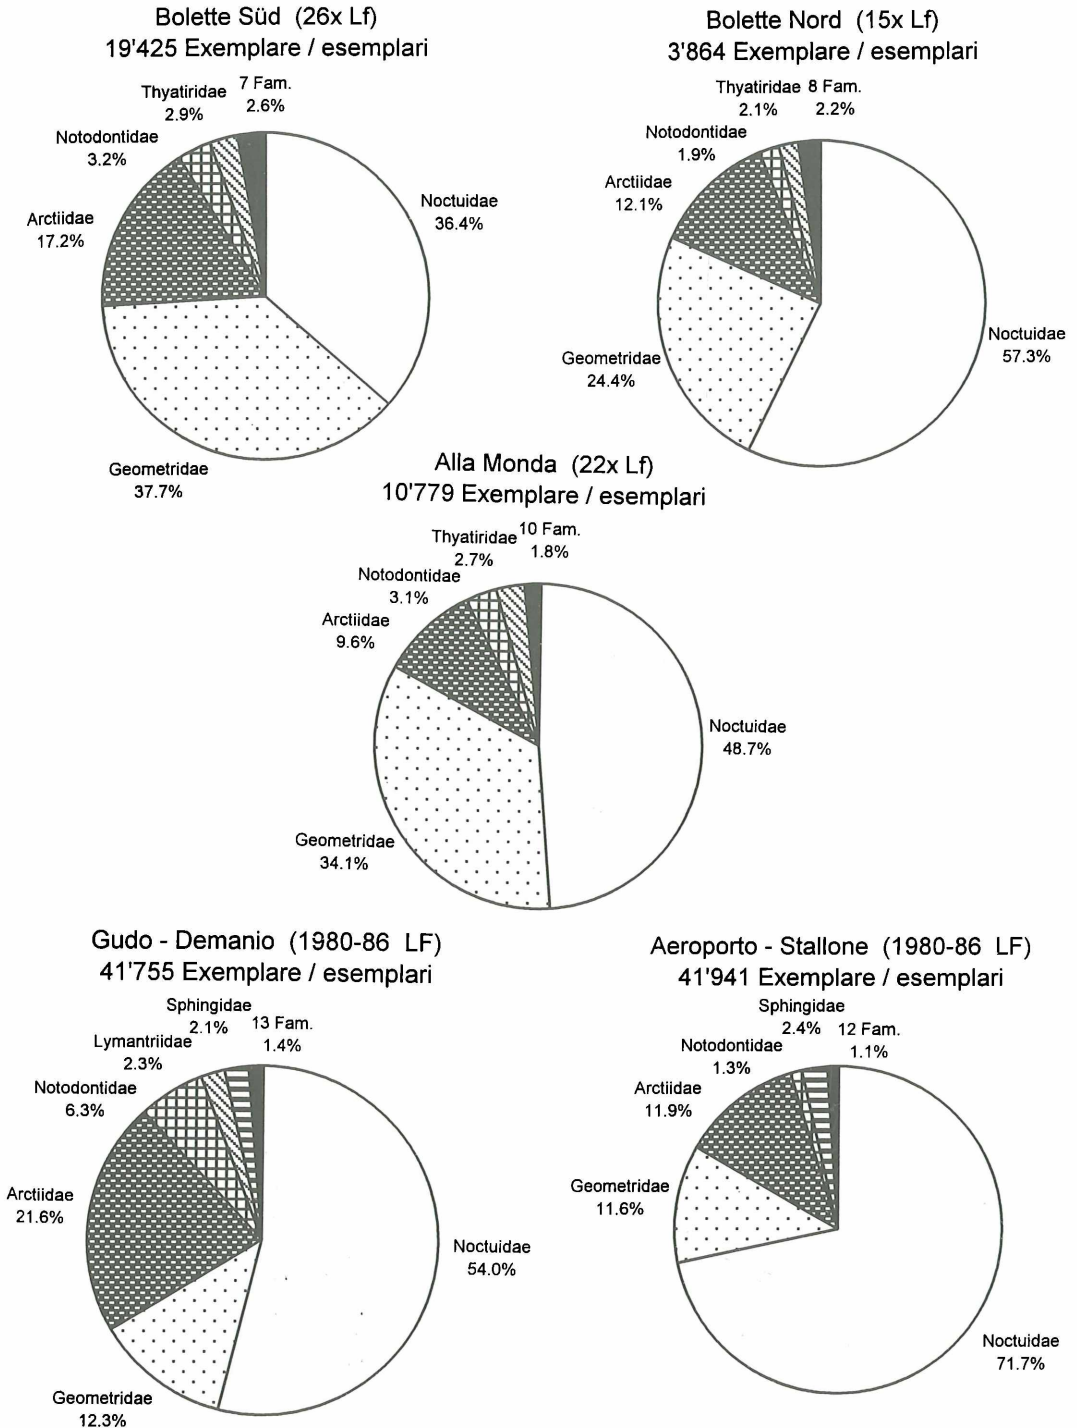 Bolette Süd (26x Lf)
19'425 Exemplare / esemplari
7 Fam.
2.6%
Thyatiridae
2.9%
Notodontidae
3.2%
Arctiidae
17.2%
Noctuidae
36.4%
Geometridae
37.7%
Bolette Nord (15x Lf)
3'864 Exemplare / esemplari
Thyatiridae
2.1%
8 Fam.
2.2%
Notodontidae
1.9%
Arctiidae
12.1%
Noctuidae
57.3%
Geometridae
24.4%
Alla Monda (22x Lf)
10'779 Exemplare / esemplari
10 Fam.
1.8%
Thyatiridae
2.7%
Notodontidae
3.1%
Arctiidae
9.6%
Noctuidae
48.7%
Geometridae
34.1%
Gudo - Demanio (1980-86 LF)
41'755 Exemplare / esemplari
Sphingidae
2.1%
13 Fam.
1.4%
Lymantriidae
2.3%
Notodontidae
6.3%
Arctiidae
21.6%
Noctuidae
54.0%
Geometridae
12.3%
Aeroporto - Stallone (1980-86 LF)
41'941 Exemplare / esemplari
Sphingidae
2.4%
12 Fam.
1.1%
Notodontidae
1.3%
Arctiidae
11.9%
Geometridae
11.6%
Noctuidae
71.7%